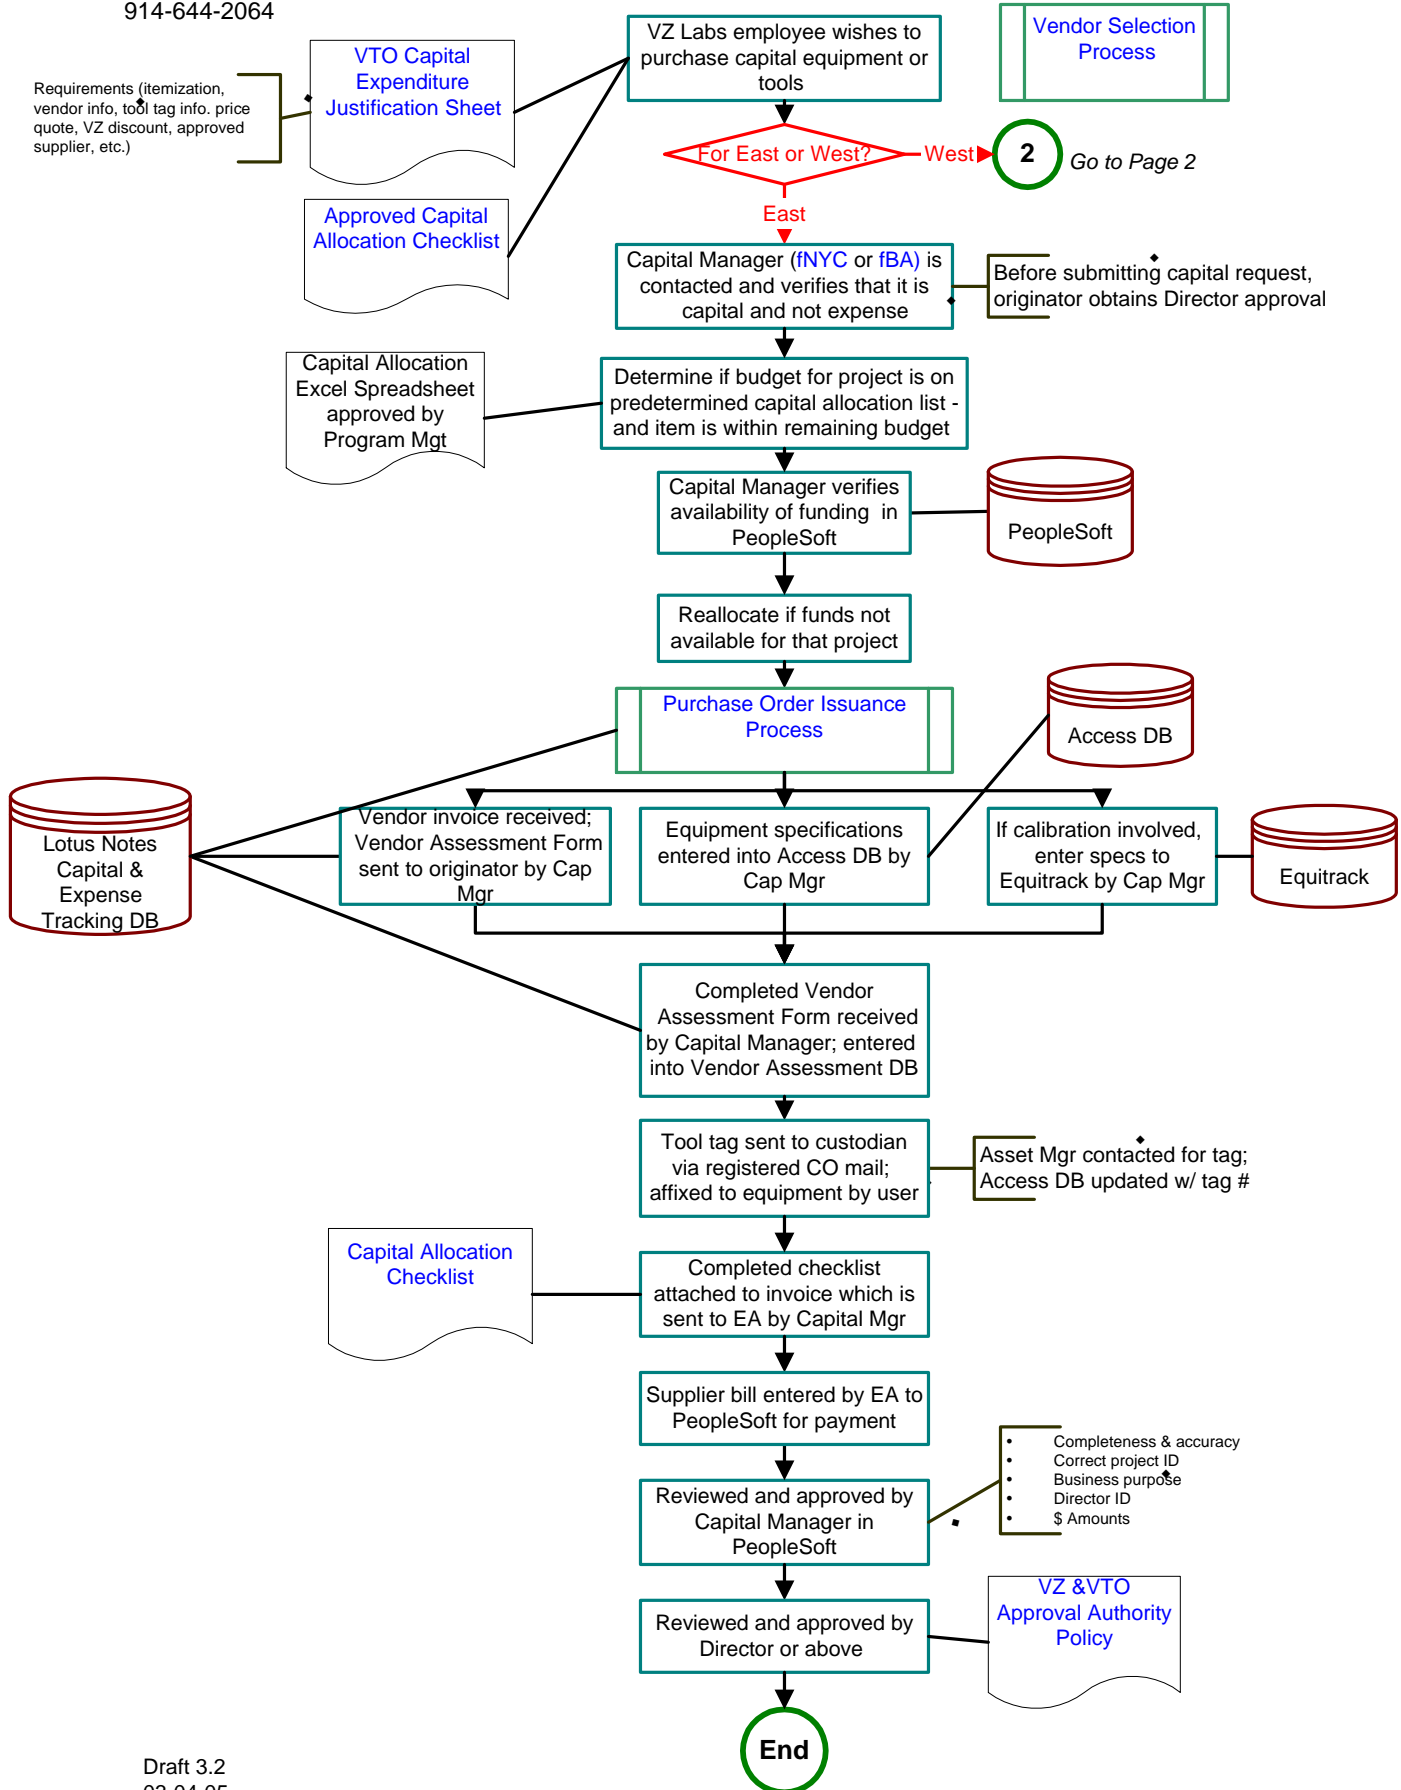 914-644-2064
VZ Labs employee wishes to
purchase capital equipment or
tools
Vendor Selection
Process
VTO Capital
Expenditure
Justification Sheet
Requirements (itemization,
vendor info, tool tag info. price
quote, VZ discount, approved
supplier, etc.)
For East or West?
West
2
Go to Page 2
East
Approved Capital
Allocation Checklist
Capital Manager (fNYC or fBA) is
contacted and verifies that it is
capital and not expense
Before submitting capital request,
originator obtains Director approval
Capital Allocation
Excel Spreadsheet
approved by
Program Mgt
Determine if budget for project is on
predetermined capital allocation list -
and item is within remaining budget
Capital Manager verifies
availability of funding in
PeopleSoft
PeopleSoft
Reallocate if funds not
available for that project
Purchase Order Issuance
Process
Access DB
Lotus Notes
Capital &
Expense
Tracking DB
Vendor invoice received;
Vendor Assessment Form
sent to originator by Cap
Mgr
Equipment specifications
entered into Access DB by
Cap Mgr
If calibration involved,
enter specs to
Equitrack by Cap Mgr
Equitrack
Completed Vendor
Assessment Form received
by Capital Manager; entered
into Vendor Assessment DB
Tool tag sent to custodian
via registered CO mail;
affixed to equipment by user
Asset Mgr contacted for tag;
Access DB updated w/ tag #
Capital Allocation
Checklist
Completed checklist
attached to invoice which is
sent to EA by Capital Mgr
Supplier bill entered by EA to
PeopleSoft for payment
• Completeness & accuracy
• Correct project ID
• Business purpose
• Director ID
• $ Amounts
Reviewed and approved by
Capital Manager in
PeopleSoft
Reviewed and approved by
Director or above
VZ &VTO
Approval Authority
Policy
End
Draft 3.2